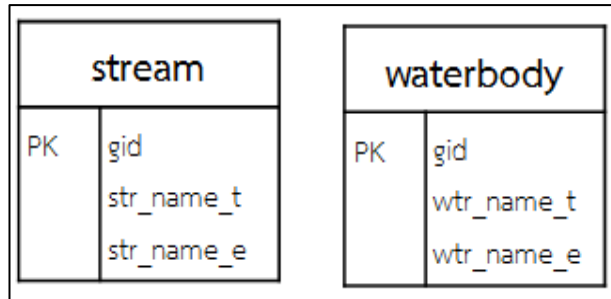 stream
PK gid
str_name_t
str_name_e
waterbody
PK gid
wtr_name_t
wtr_name_e